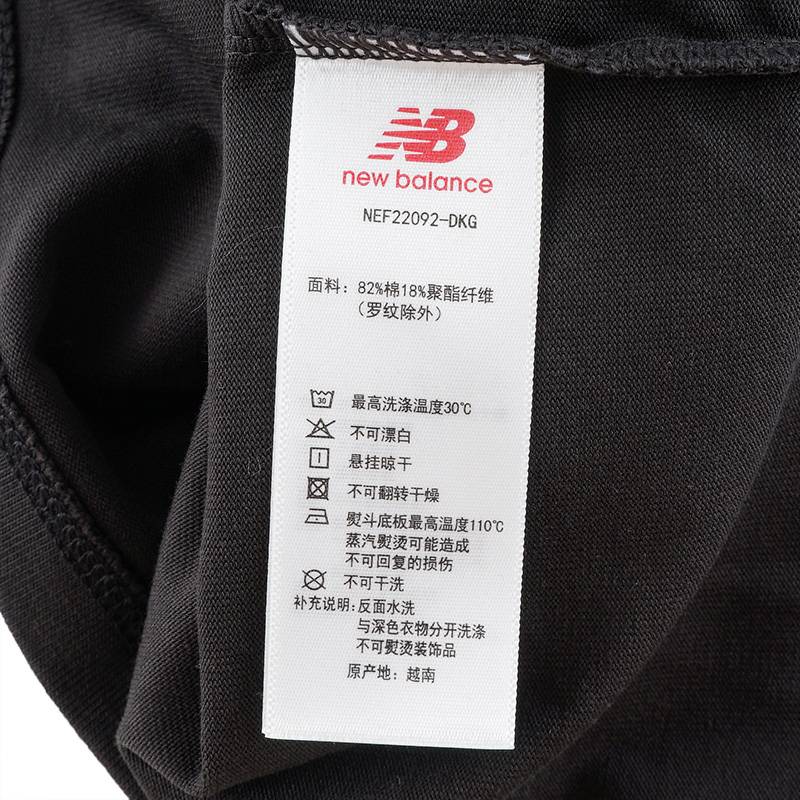 NB
new balance
NEF22092-DKG
面料：82%棉18%聚酯纤维
（罗纹除外）
30
最高洗涤温度30℃
不可漂白
悬挂晾干
不可翻转干燥
熨斗底板最高温度110℃
蒸汽熨烫可能造成
不可回复的损伤
不可干洗
补充说明：反面水洗
与深色衣物分开洗涤
不可熨烫装饰品
原产地：越南